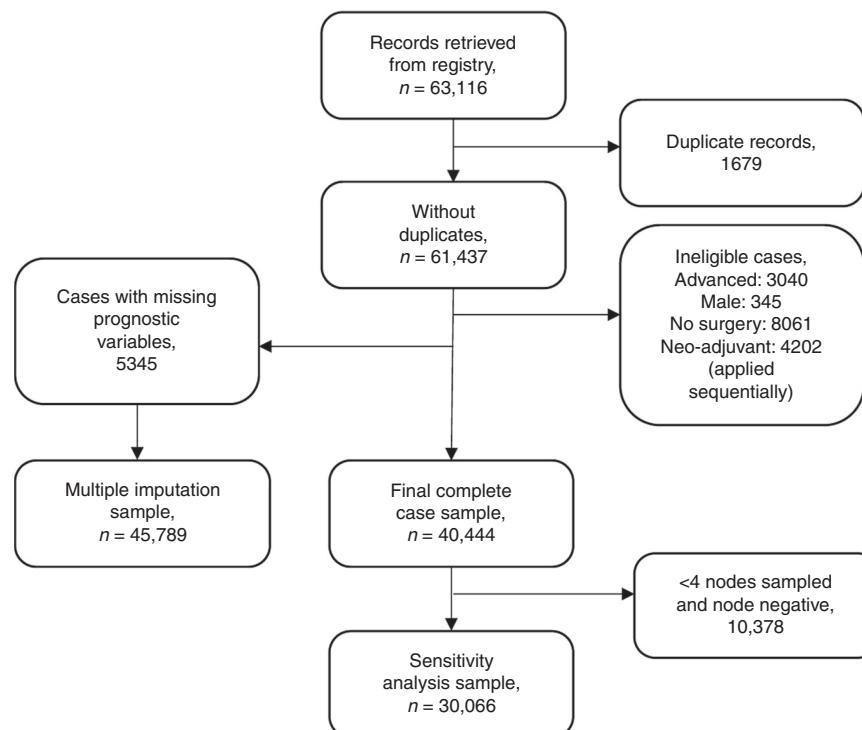 Records retrieved
from registry,
n = 63,116
Duplicate records,
1679
Without
duplicates,
n = 61,437
Ineligible cases,
Advanced: 3040
Male: 345
No surgery: 8061
Neo-adjuvant: 4202
(applied
sequentially)
Cases with missing
prognostic
variables,
5345
Multiple imputation
sample,
n = 45,789
Final complete
case sample,
n = 40,444
<4 nodes sampled
and node negative,
10,378
Sensitivity
analysis sample,
n = 30,066